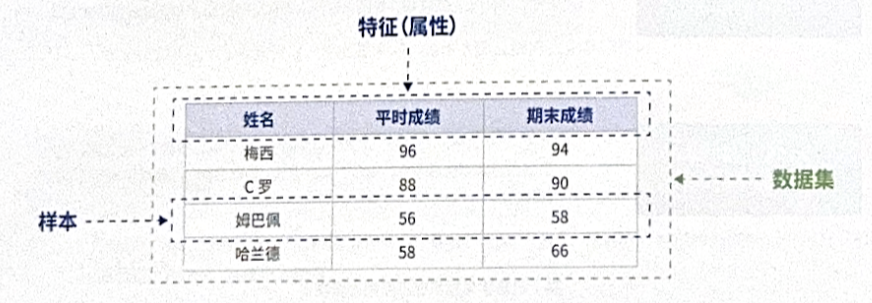 特征(属性)
姓名 平时成绩 期末成绩
梅西 96 94
C 罗 88 90
数据集
样本
姆巴佩 56 58
哈兰德 58 66